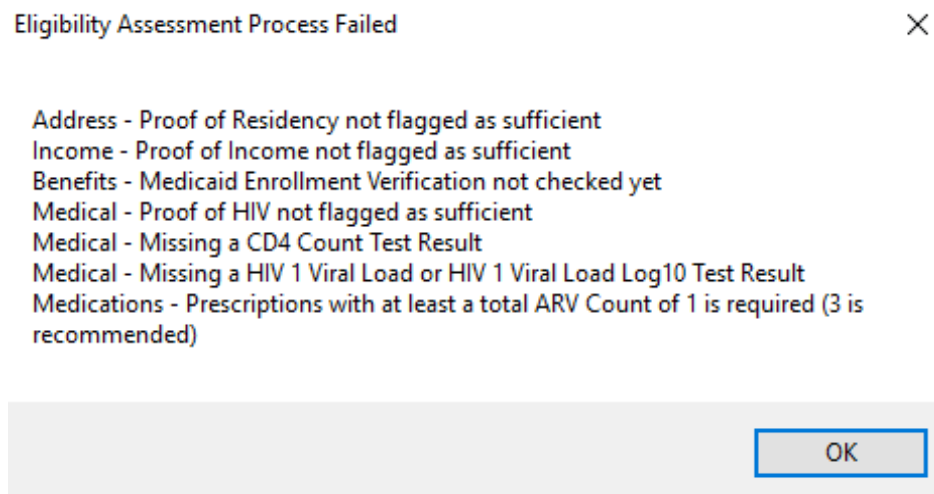 Eligibility Assessment Process Failed
Address - Proof of Residency not flagged as sufficient
Income - Proof of Income not flagged as sufficient
Benefits - Medicaid Enrollment Verification not checked yet
Medical - Proof of HIV not flagged as sufficient
Medical - Missing a CD4 Count Test Result
Medical - Missing a HIV 1 Viral Load or HIV 1 Viral Load Log10 Test Result
Medications - Prescriptions with at least a total ARV Count of 1 is required (3 is
recommended)
OK